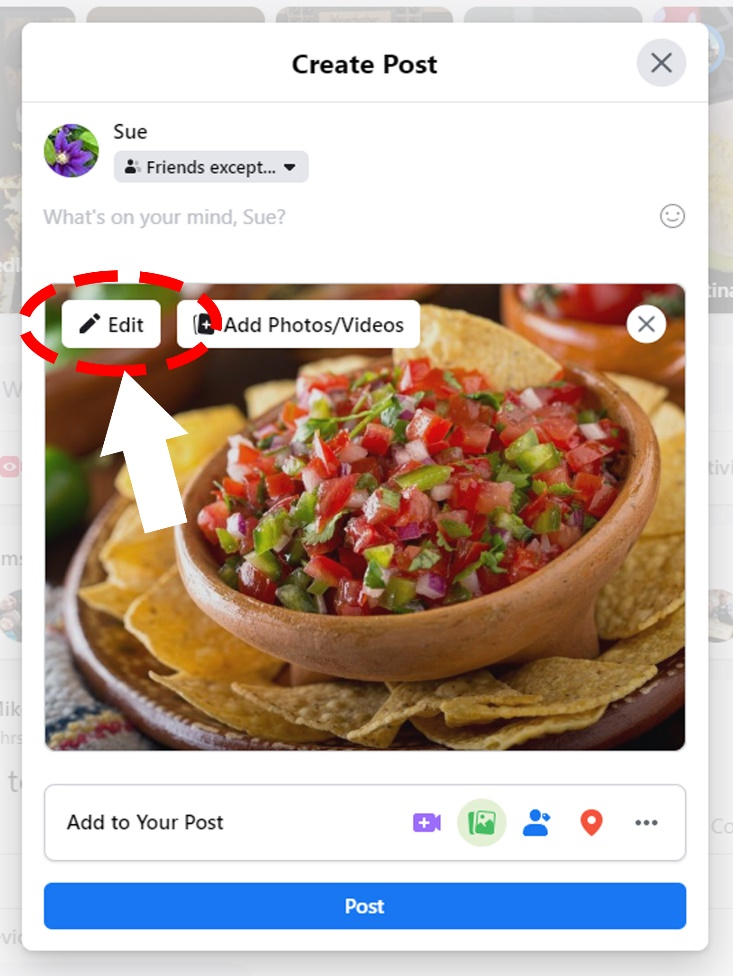 Create Post
Sue
Friends except...
What's on your mind, Sue?
Edit
Add Photos/Videos
Add to Your Post
Post